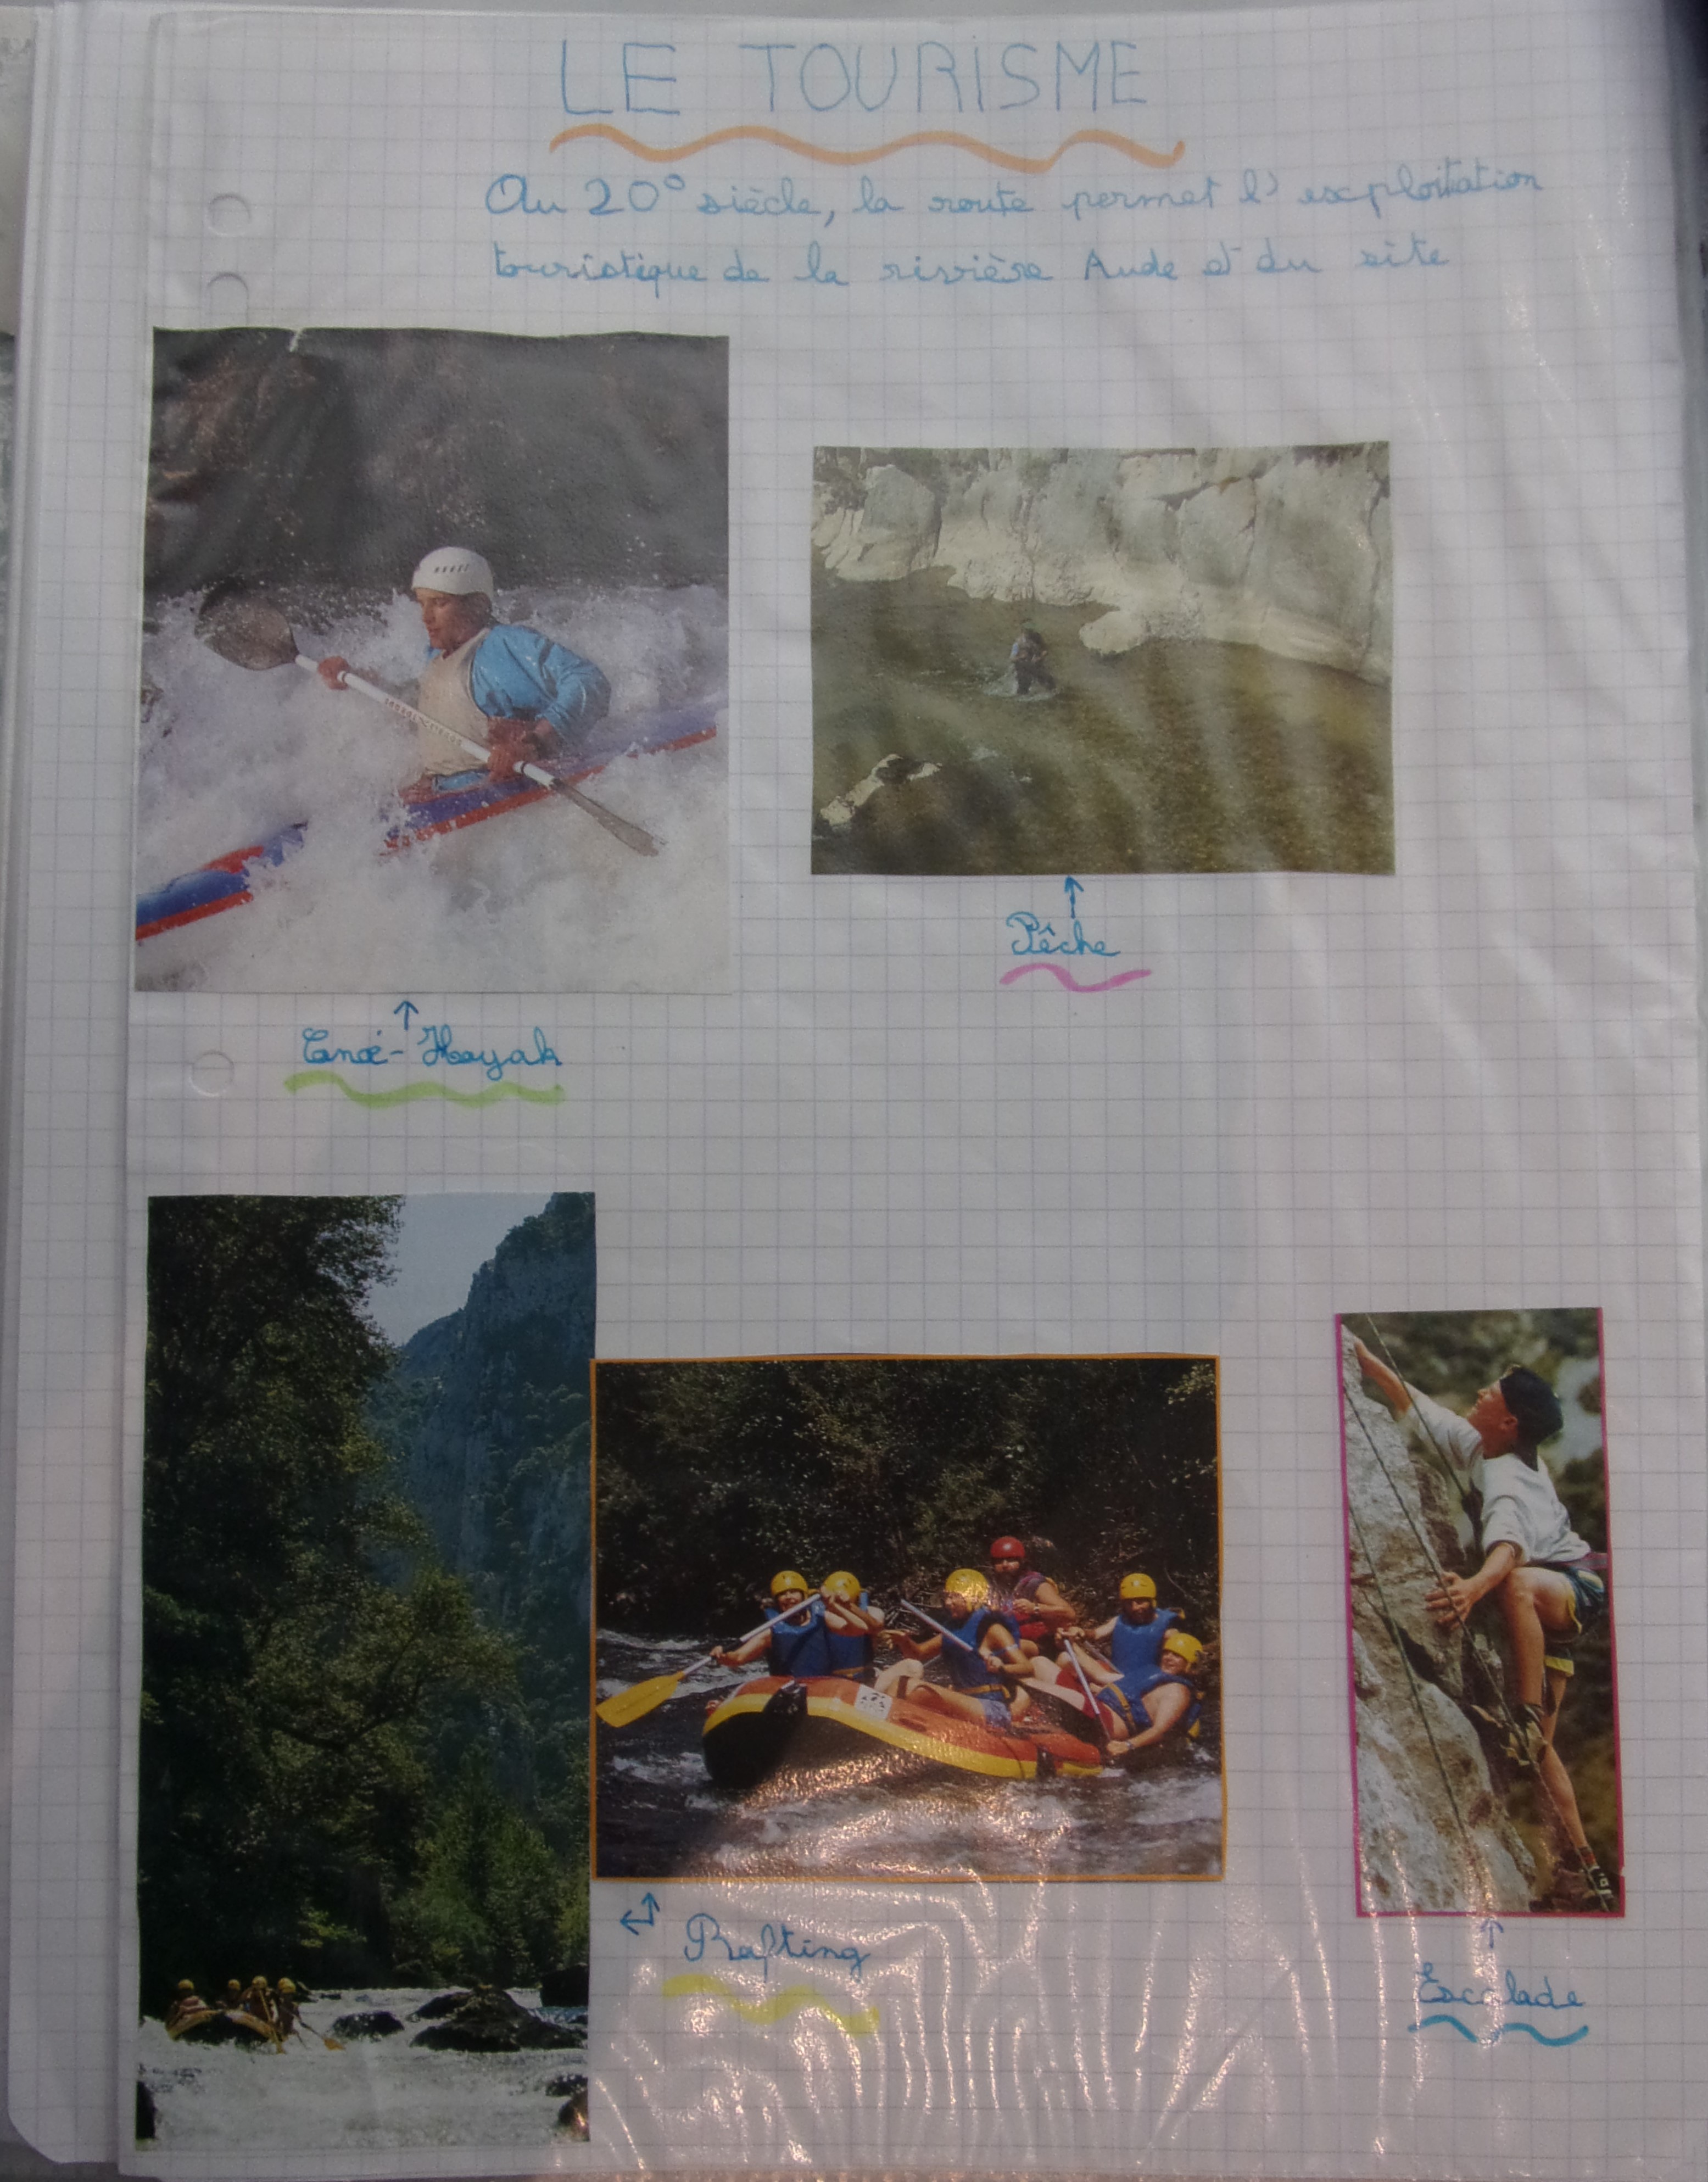 LE TOURISME
Au 20° siècle, la route permet l'exploitation
touristique de la rivière Aude et du site
Pêche
Canoë-Kayak
Rafting
Escalade